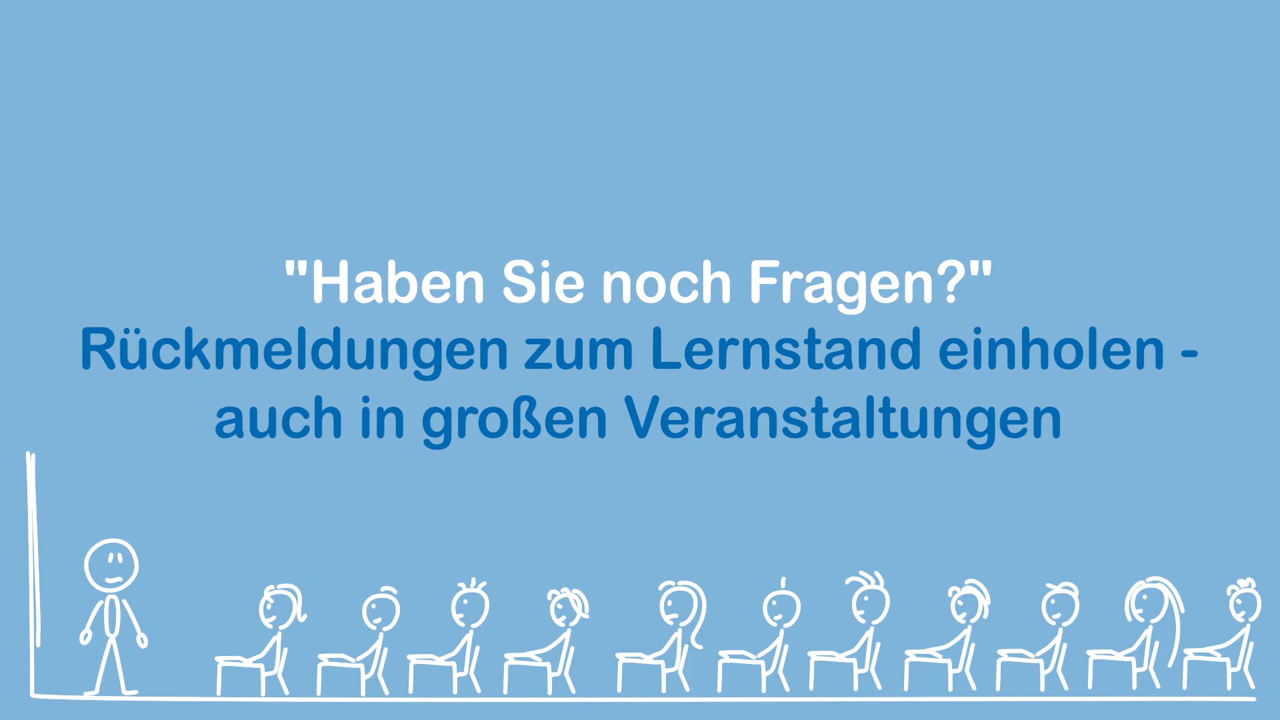 "Haben Sie noch Fragen?"
Rückmeldungen zum Lernstand einholen -
auch in großen Veranstaltungen